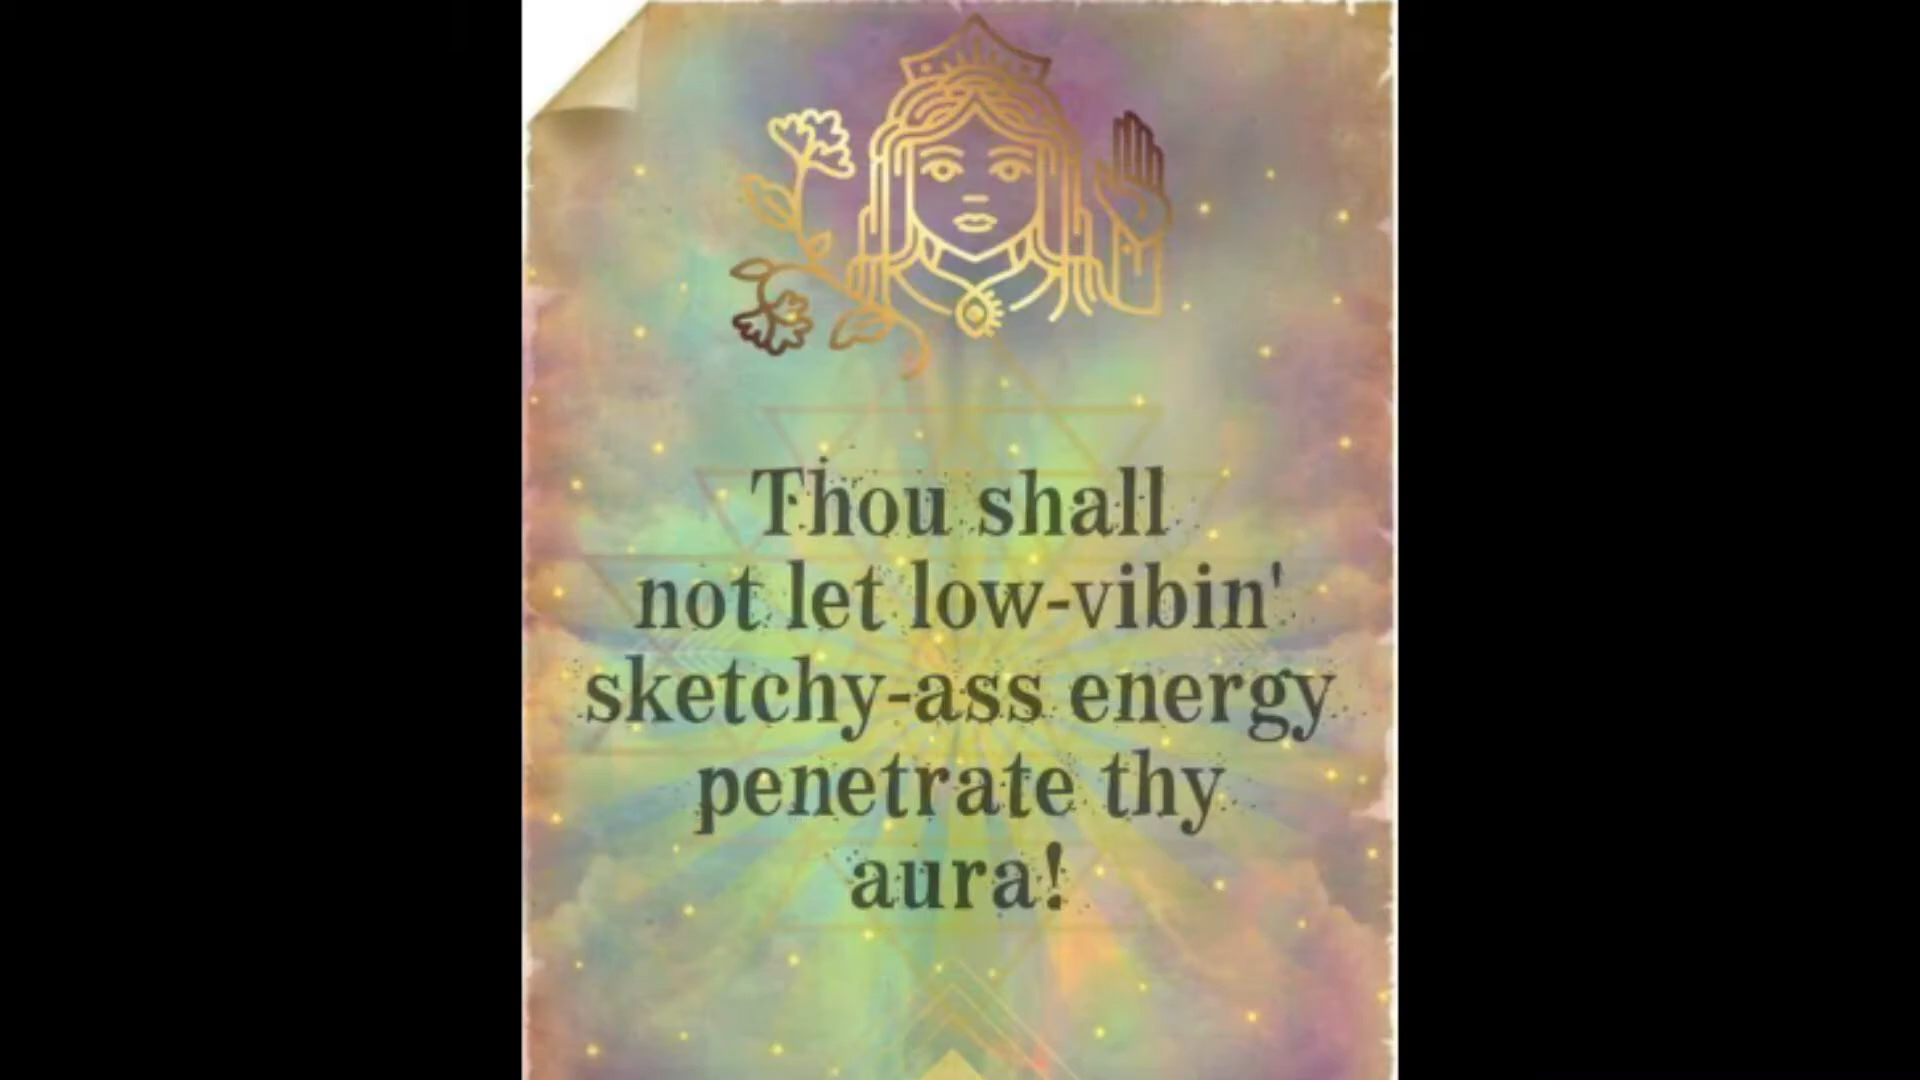 Thou shall
not let low-vibin'
sketchy-ass energy
penetrate thy
aura!